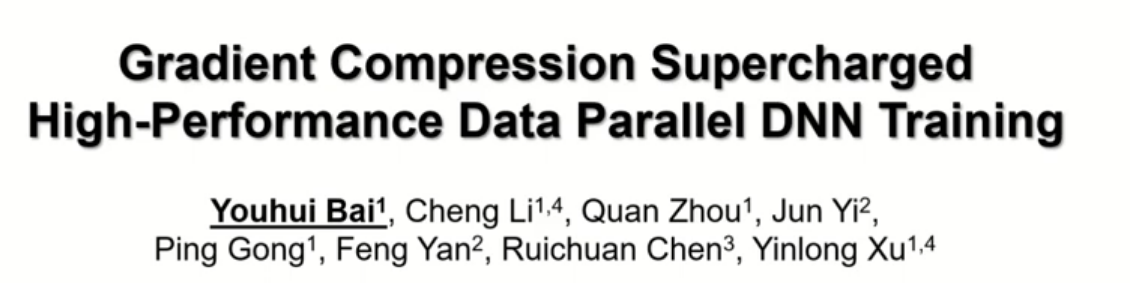 Gradient Compression Supercharged
High-Performance Data Parallel DNN Training
Youhui Bai¹, Cheng Li¹,⁴, Quan Zhou¹, Jun Yi²,
Ping Gong¹, Feng Yan², Ruichuan Chen³, Yinlong Xu¹,⁴